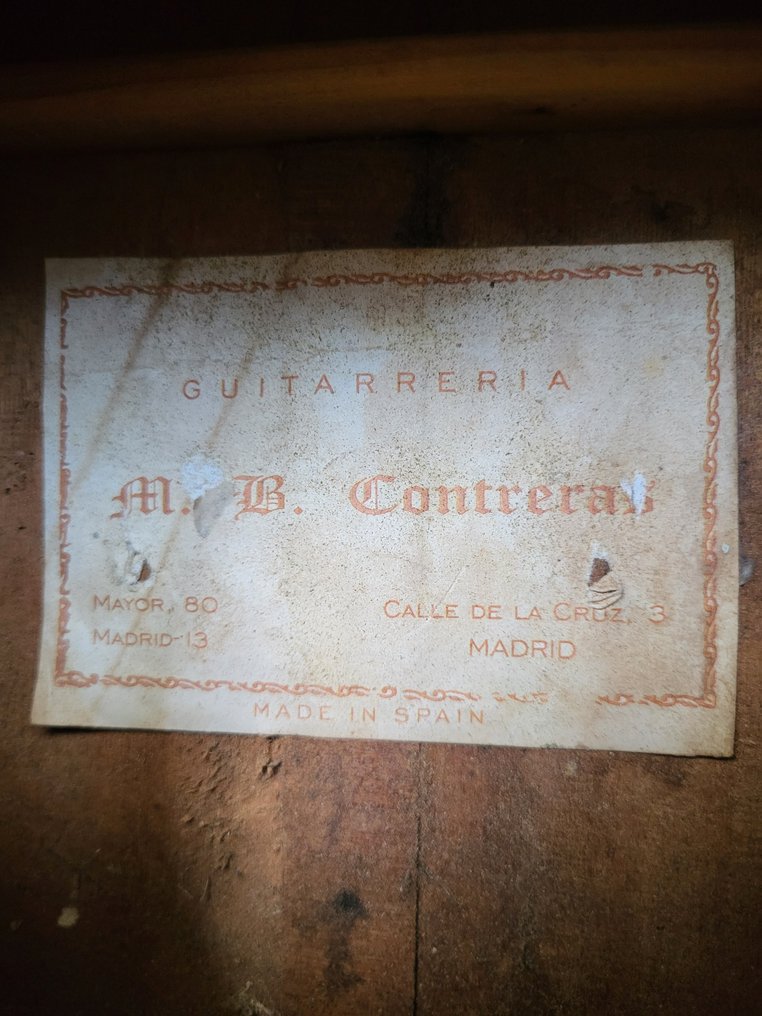 GUITARRERIA
M. B. Contreras
MAYOR, 80
MADRID-13
CALLE DE LA CRUZ, 3
MADRID
MADE IN SPAIN